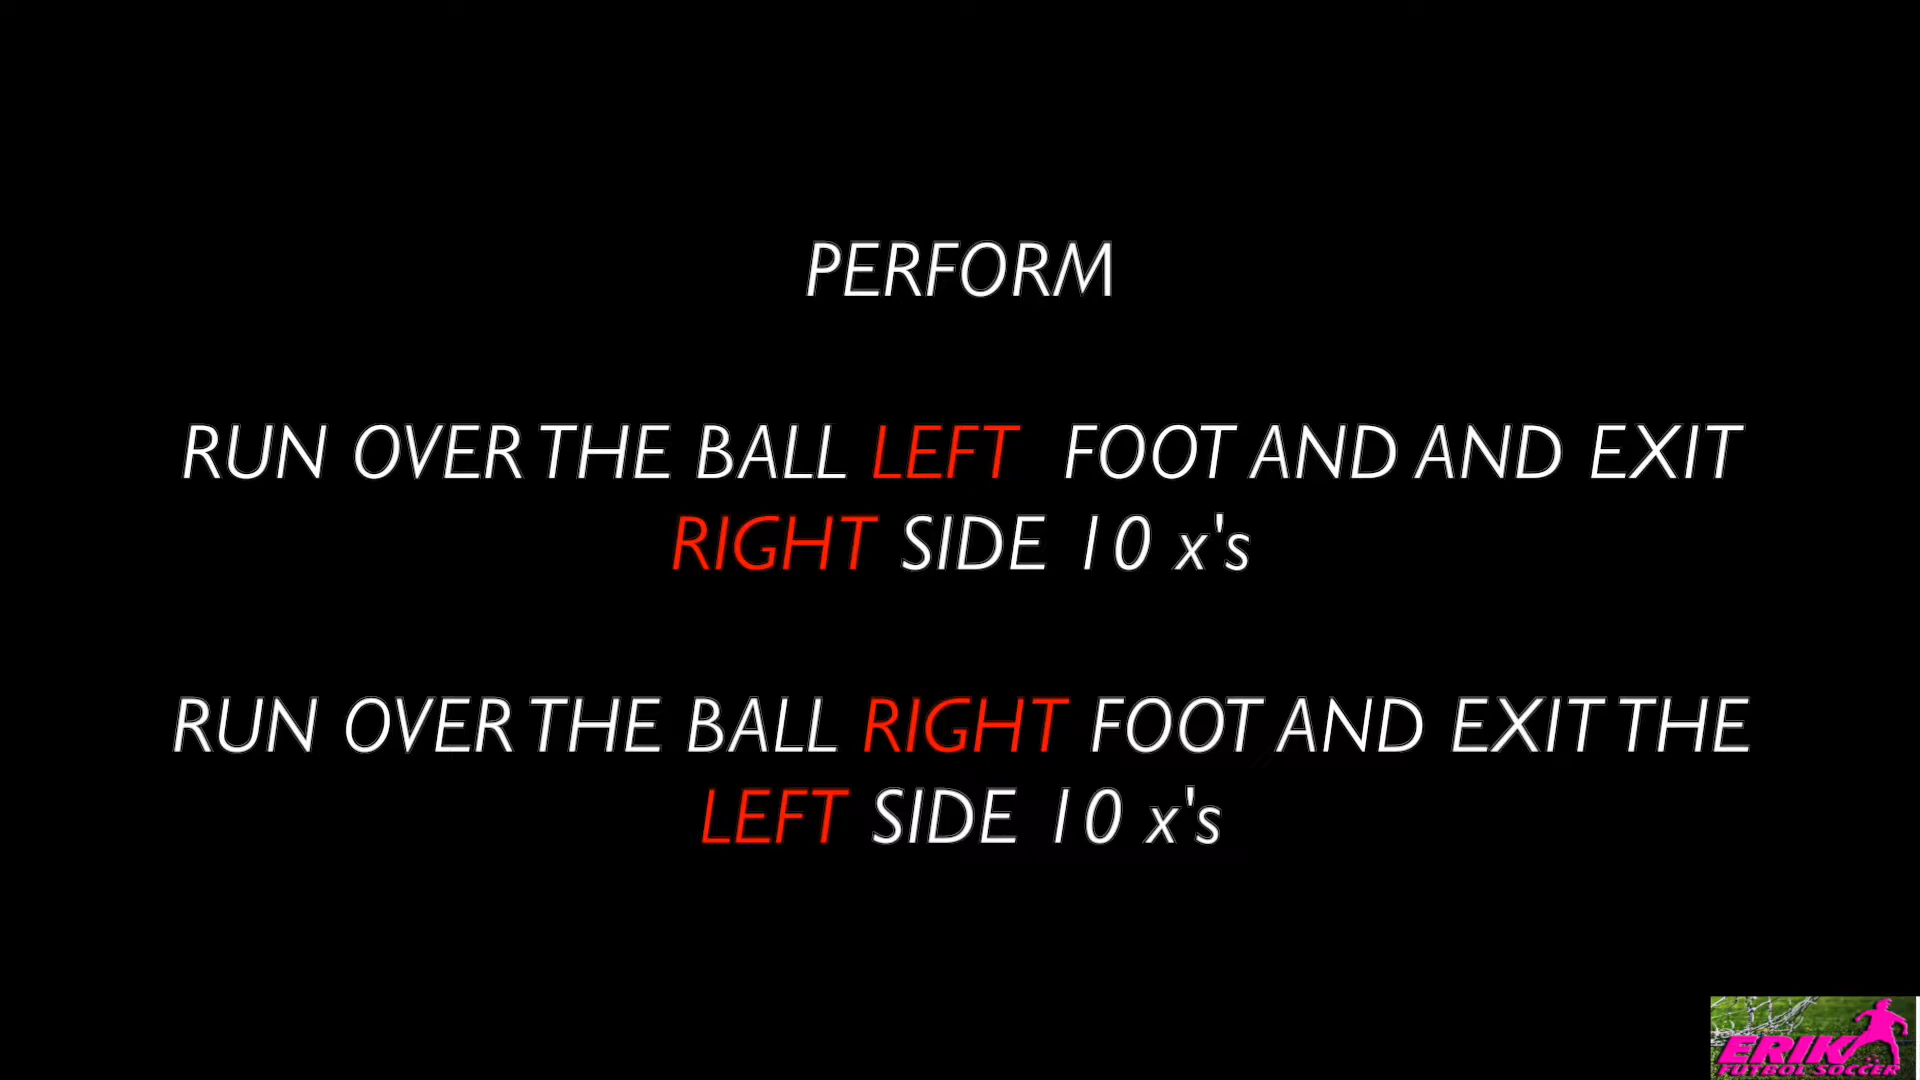 PERFORM
RUN OVER THE BALL LEFT FOOT AND AND EXIT
RIGHT SIDE 10 x's
RUN OVER THE BALL RIGHT FOOT AND EXIT THE
LEFT SIDE 10 x's
ERIK
FUTBOL SOCCER